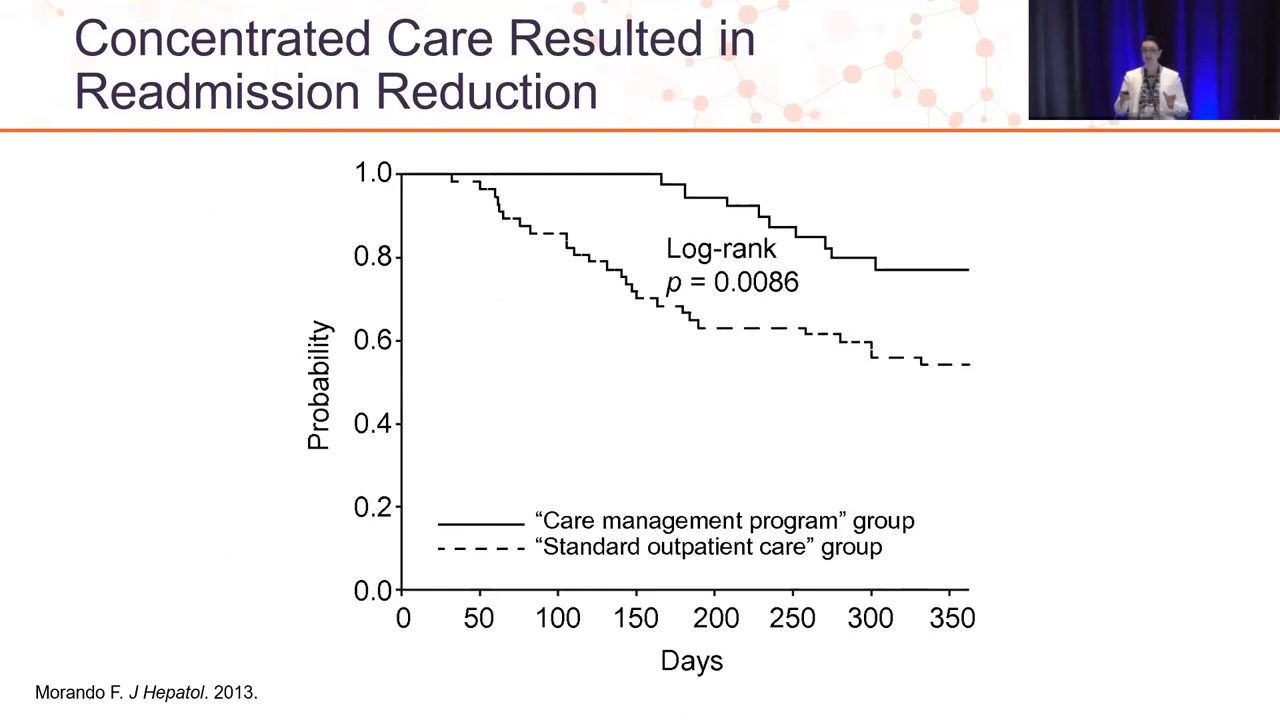 Concentrated Care Resulted in
Readmission Reduction
1.0
0.8
0.6
0.4
0.2
0.0
Probability
Log-rank
p = 0.0086
“Care management program” group
“Standard outpatient care” group
0 50 100 150 200 250 300 350
Days
Morando F. J Hepatol. 2013.